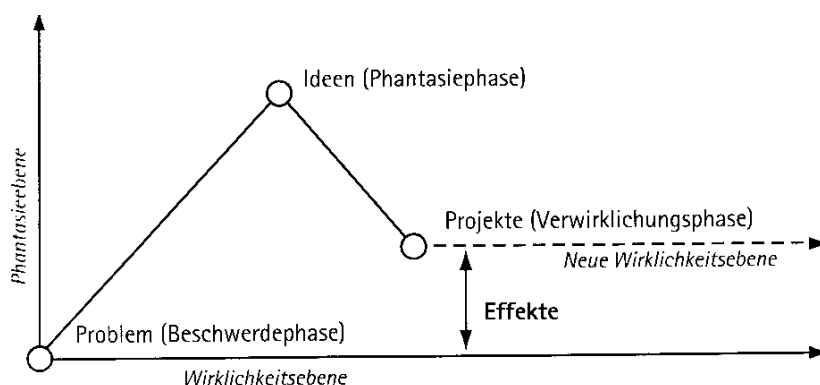 Ideen (Phantasiephase)
Phantasieebene
Projekte (Verwirklichungsphase)
Neue Wirklichkeitsebene
Effekte
Problem (Beschwerdephase)
Wirklichkeitsebene